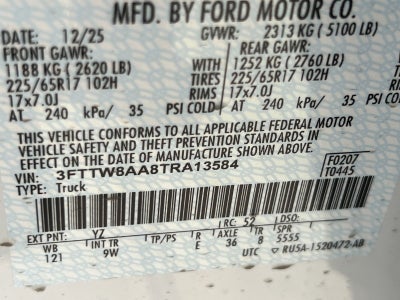 MFD. BY FORD MOTOR CO.
DATE: 12/25 GVWR: 2313 KG ( 5100 LB)
FRONT GAWR: REAR GAWR:
1188 KG ( 2620 LB) WITH 1252 KG ( 2760 LB)
225/65R17 102H TIRES 225/65R17 102H
17x7.0J RIMS 17x7.0J
AT 240 kPa/ 35 PSI COLD AT 240 kPa/ 35
THIS VEHICLE CONFORMS TO ALL APPLICABLE FEDERAL MOTOR
VEHICLE SAFETY AND THEFT PREVENTION STANDARDS IN
EFFECT ON THE DATE OF MANUFACTURE SHOWN ABOVE.
VIN: 3FTTW8AA8TRA13584 F0207
TYPE: Truck T0445
EXT PNT: YZ RC: 52 DSO:
WB INT TR TP/PS R AXLE TR SPR
121 9W E 36 8 5555
UTC RU5A-1520472-AB